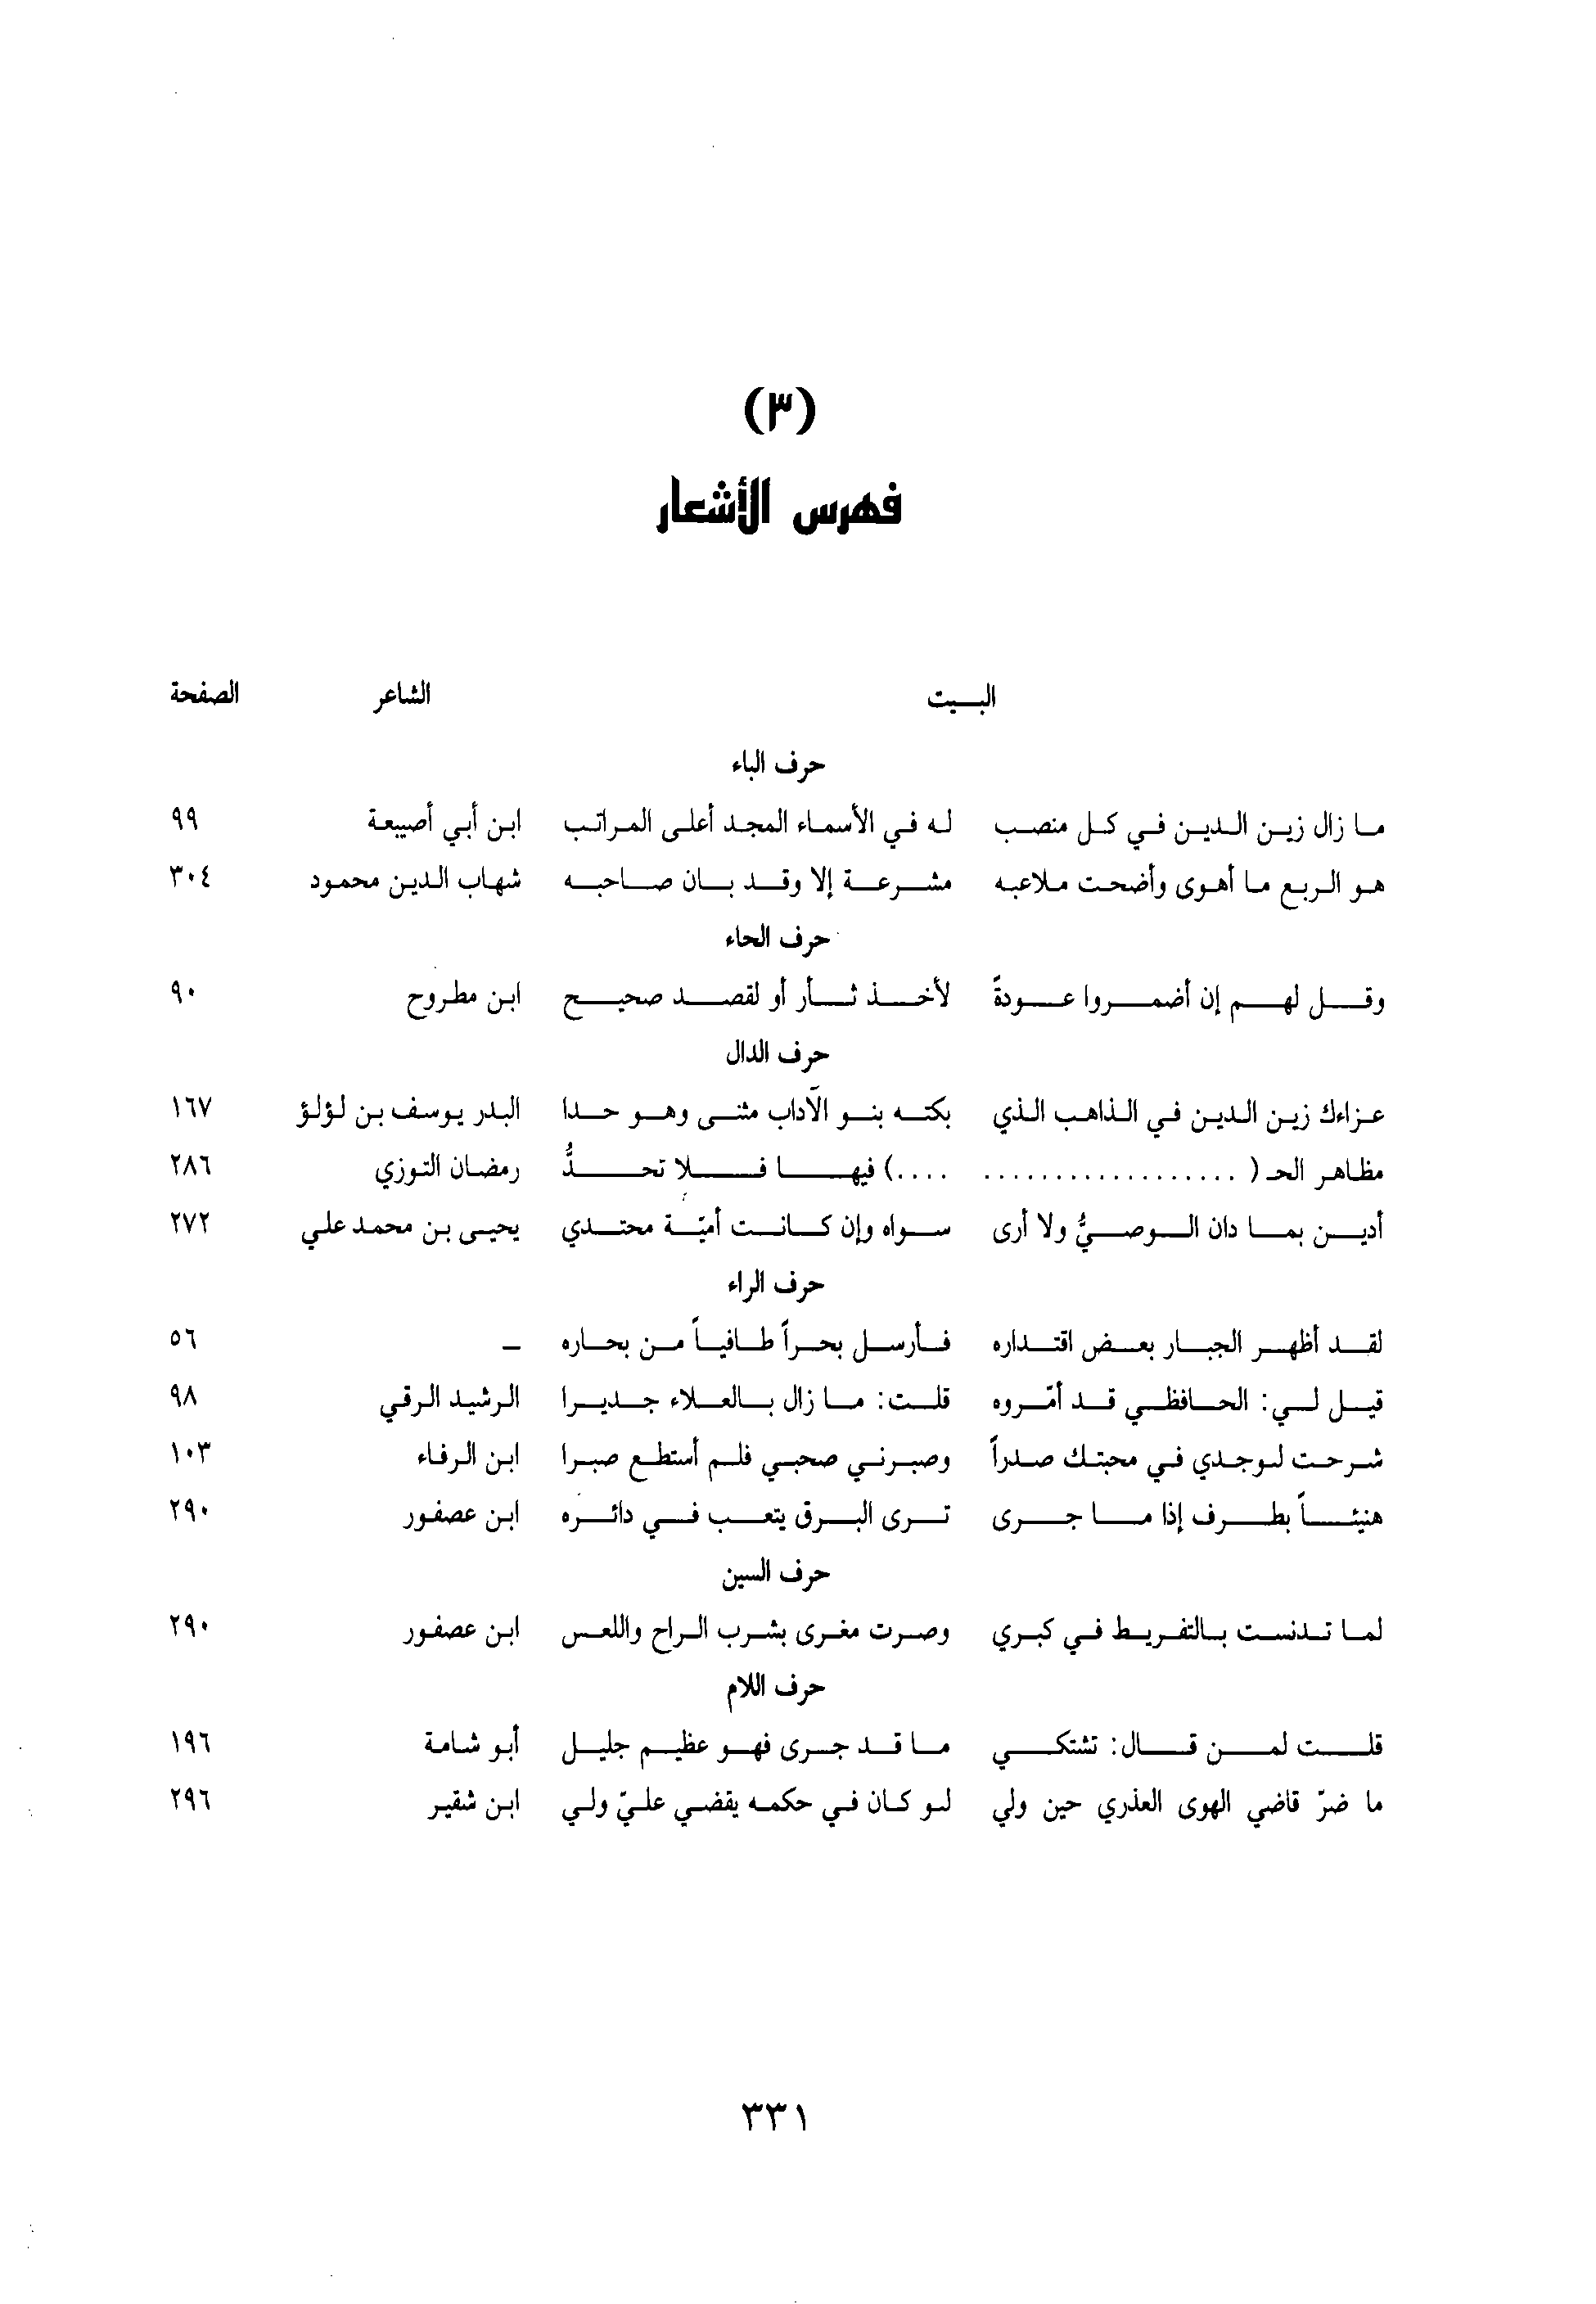 (٣)
فهرس الأشعار
البيت الشاعر الصفحة
حرف الباء
ما زال زين الدين في كل منصب له في الأسماء المجد أعلى المراتب ابن أبي أصيبعة ٩٩
هو الربع ما أهوى وأضحت ملاعبه مشرعة إلا وقد بان صاحبه شهاب الدين محمود ٣٠٤
حرف الحاء
وقل لهم إن أضمروا عودةً لأخذ ثأر أو لقصد صحيح ابن مطروح ٩٠
حرف الدال
عزاءك زين الدين في الذاهب الذي بكته بنو الآداب مثنى وهو حدا البدر يوسف بن لؤلؤ ١٦٧
مظاهر الحـ ( .................. ....) فيها فلا تحدُّ رمضان التوزي ٢٨٦
أدين بما دان الوصيُّ ولا أرى سواه وإن كانت أميّة محتدي يحيى بن محمد علي ٢٧٢
حرف الراء
لقد أظهر الجبار بعض اقتداره فأرسل بحراً طافياً من بحاره – ٥٦
قيل لي: الحافظي قد أمّروه قلت: ما زال بالعلاء جديرا الرشيد الرقي ٩٨
شرحت لوجدي في محبتك صدراً وصبرني صحبي فلم أستطع صبرا ابن الرفاء ١٠٣
هنيئاً بطرف إذا ما جرى ترى البرق يتعب في دائره ابن عصفور ٢٩٠
حرف السين
لما تدنست بالتفريط في كبري وصرت مغرى بشرب الراح واللعس ابن عصفور ٢٩٠
حرف اللام
قلت لمن قال: تشتكي ما قد جرى فهو عظيم جليل أبو شامة ١٩٦
ما ضرّ قاضي الهوى العذري حين ولي لو كان في حكمه يقضي عليّ ولي ابن شقير ٢٩٦
٣٣١